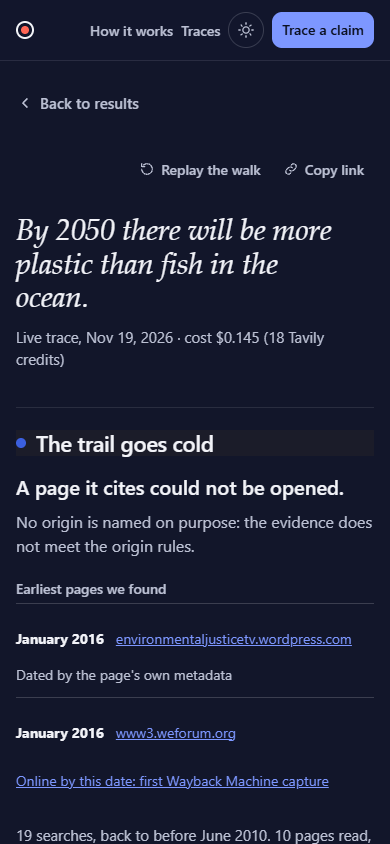 How it works Traces Trace a claim
Back to results
Replay the walk Copy link
By 2050 there will be more
plastic than fish in the
ocean.
Live trace, Nov 19, 2026 · cost $0.145 (18 Tavily
credits)
The trail goes cold
A page it cites could not be opened.
No origin is named on purpose: the evidence does
not meet the origin rules.
Earliest pages we found
January 2016 environmentaljusticetv.wordpress.com
Dated by the page's own metadata
January 2016 www3.weforum.org
Online by this date: first Wayback Machine capture
19 searches, back to before June 2010. 10 pages read,